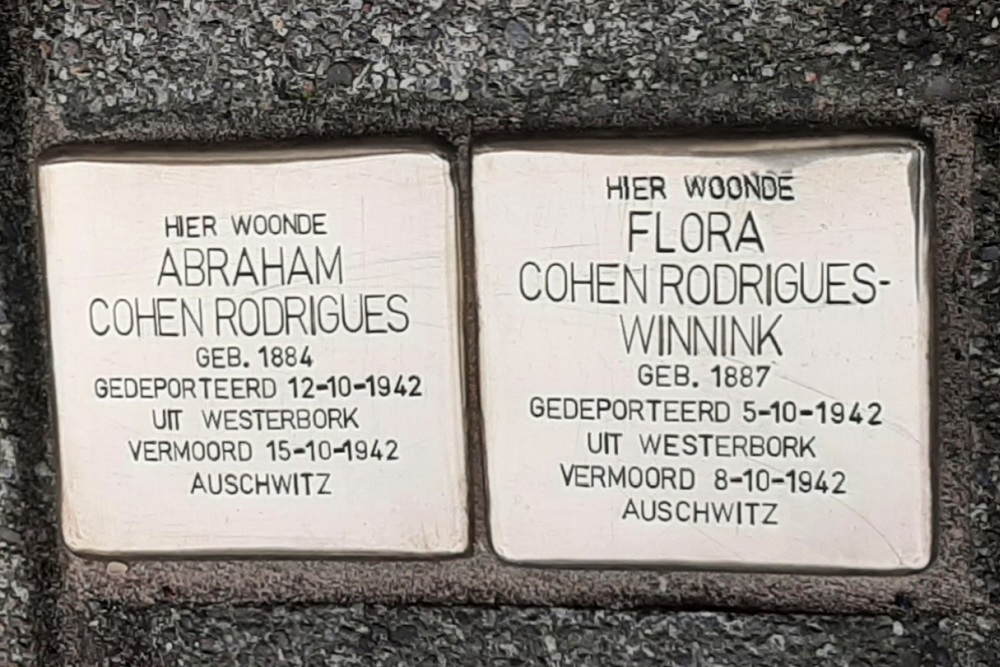 HIER WOONDE
ABRAHAM
COHEN RODRIGUES
GEB. 1884
GEDEPORTEERD 12-10-1942
UIT WESTERBORK
VERMOORD 15-10-1942
AUSCHWITZ
HIER WOONDE
FLORA
COHEN RODRIGUES-
WINNINK
GEB. 1887
GEDEPORTEERD 5-10-1942
UIT WESTERBORK
VERMOORD 8-10-1942
AUSCHWITZ